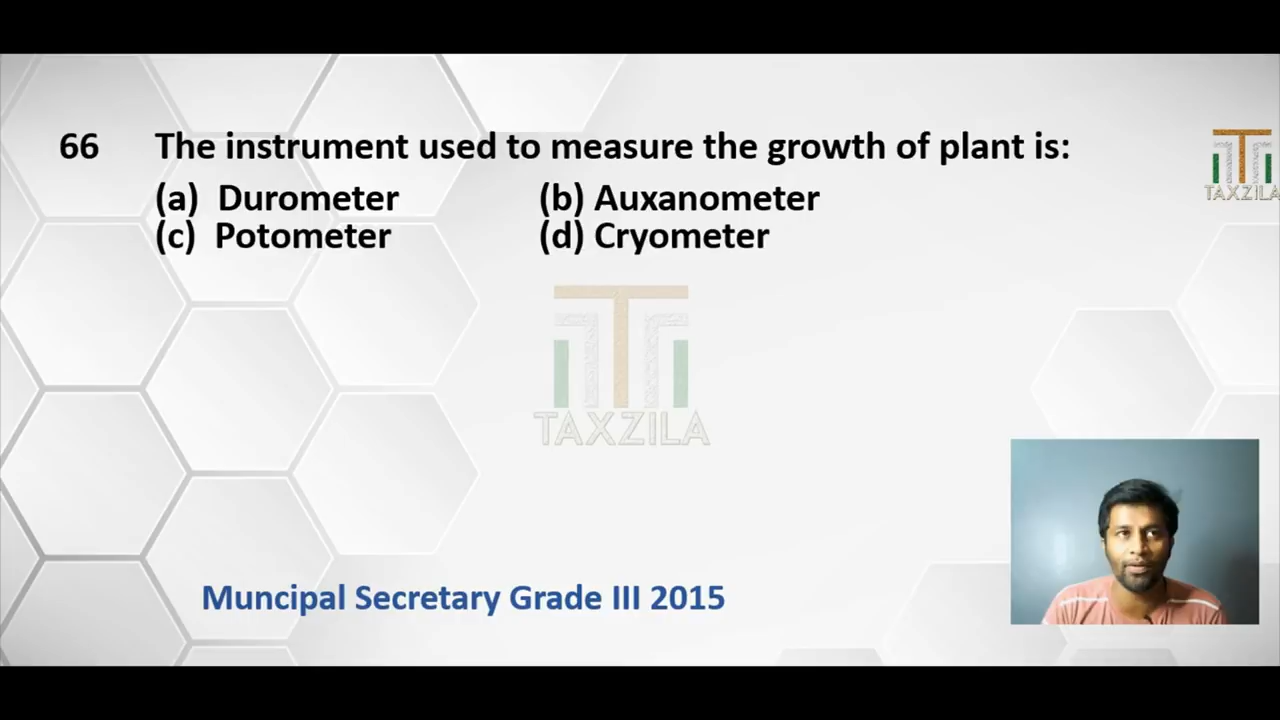 66 The instrument used to measure the growth of plant is:
TAXZILA
(a) Durometer (b) Auxanometer
(c) Potometer (d) Cryometer
TAXZILA
Muncipal Secretary Grade III 2015